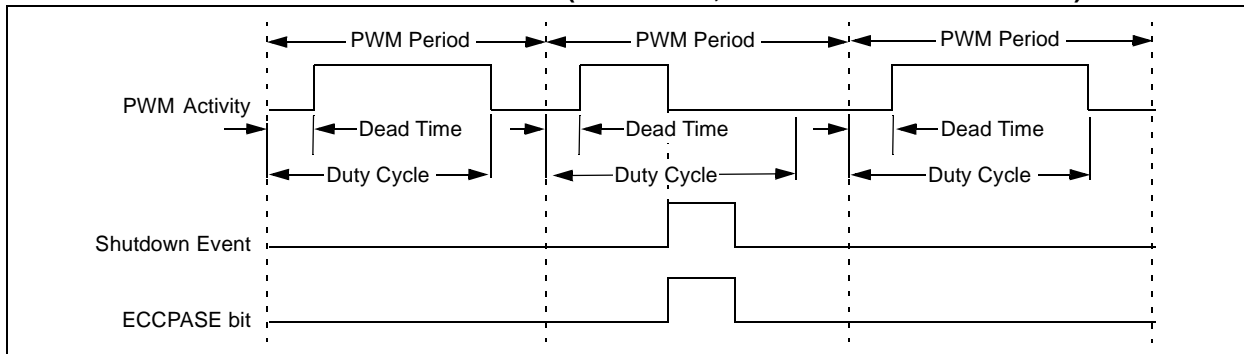 PWM Period PWM Period PWM Period
PWM Activity
Dead Time Dead Time Dead Time
Duty Cycle Duty Cycle Duty Cycle
Shutdown Event
ECCPASE bit